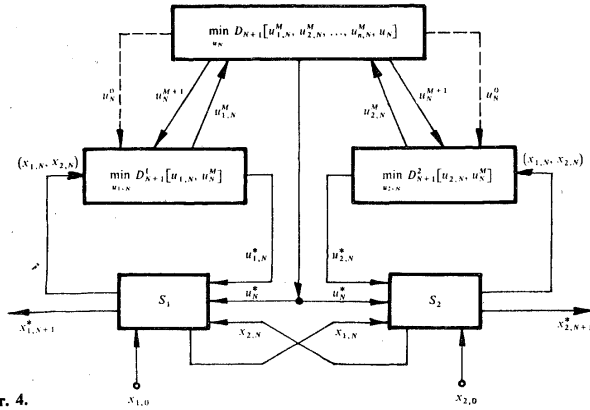 min D_{N+1}[u^M_{1,N}, u^M_{2,N}, ..., u^M_{n,N}, u_N]
u_N
u^0_N
u^{M+1}_N
u^M_{1,N}
u^M_{2,N}
u^{M+1}_N
u^0_N
(x_{1,N}, x_{2,N})
min D^1_{N+1}[u_{1,N}, u^M_N]
u_{1,N}
min D^2_{N+1}[u_{2,N}, u^M_N]
u_{2,N}
(x_{1,N}, x_{2,N})
u^*_{1,N}
u^*_{2,N}
S_1
u^*_N
u^*_N
S_2
x^*_{1,N+1}
x_{2,N}
x_{1,N}
x^*_{2,N+1}
x_{1,0}
x_{2,0}
г. 4.